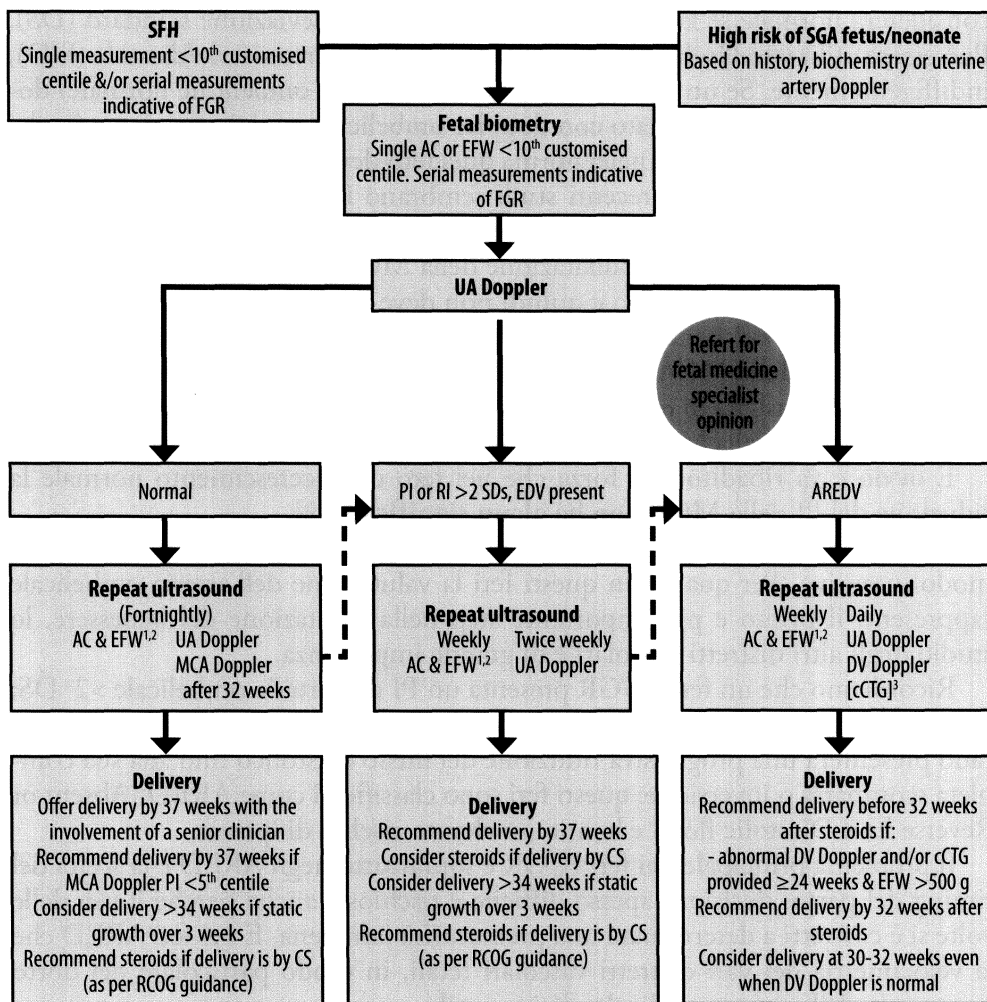 SFH
Single measurement <10th customised
centile &/or serial measurements
indicative of FGR
High risk of SGA fetus/neonate
Based on history, biochemistry or uterine
artery Doppler
Fetal biometry
Single AC or EFW <10th customised
centile. Serial measurements indicative
of FGR
UA Doppler
Refert for
fetal medicine
specialist
opinion
Normal
PI or RI >2 SDs, EDV present
AREDV
Repeat ultrasound
(Fortnightly)
AC & EFW1,2 UA Doppler
MCA Doppler
after 32 weeks
Repeat ultrasound
Weekly Twice weekly
AC & EFW1,2 UA Doppler
Repeat ultrasound
Weekly Daily
AC & EFW1,2 UA Doppler
DV Doppler
[cCTG]3
Delivery
Offer delivery by 37 weeks with the
involvement of a senior clinician
Recommend delivery by 37 weeks if
MCA Doppler PI <5th centile
Consider delivery >34 weeks if static
growth over 3 weeks
Recommend steroids if delivery is by CS
(as per RCOG guidance)
Delivery
Recommend delivery by 37 weeks
Consider steroids if delivery by CS
Consider delivery >34 weeks if static
growth over 3 weeks
Recommend steroids if delivery is by CS
(as per RCOG guidance)
Delivery
Recommend delivery before 32 weeks
after steroids if:
- abnormal DV Doppler and/or cCTG
provided ≥24 weeks & EFW >500 g
Recommend delivery by 32 weeks after
steroids
Consider delivery at 30-32 weeks even
when DV Doppler is normal